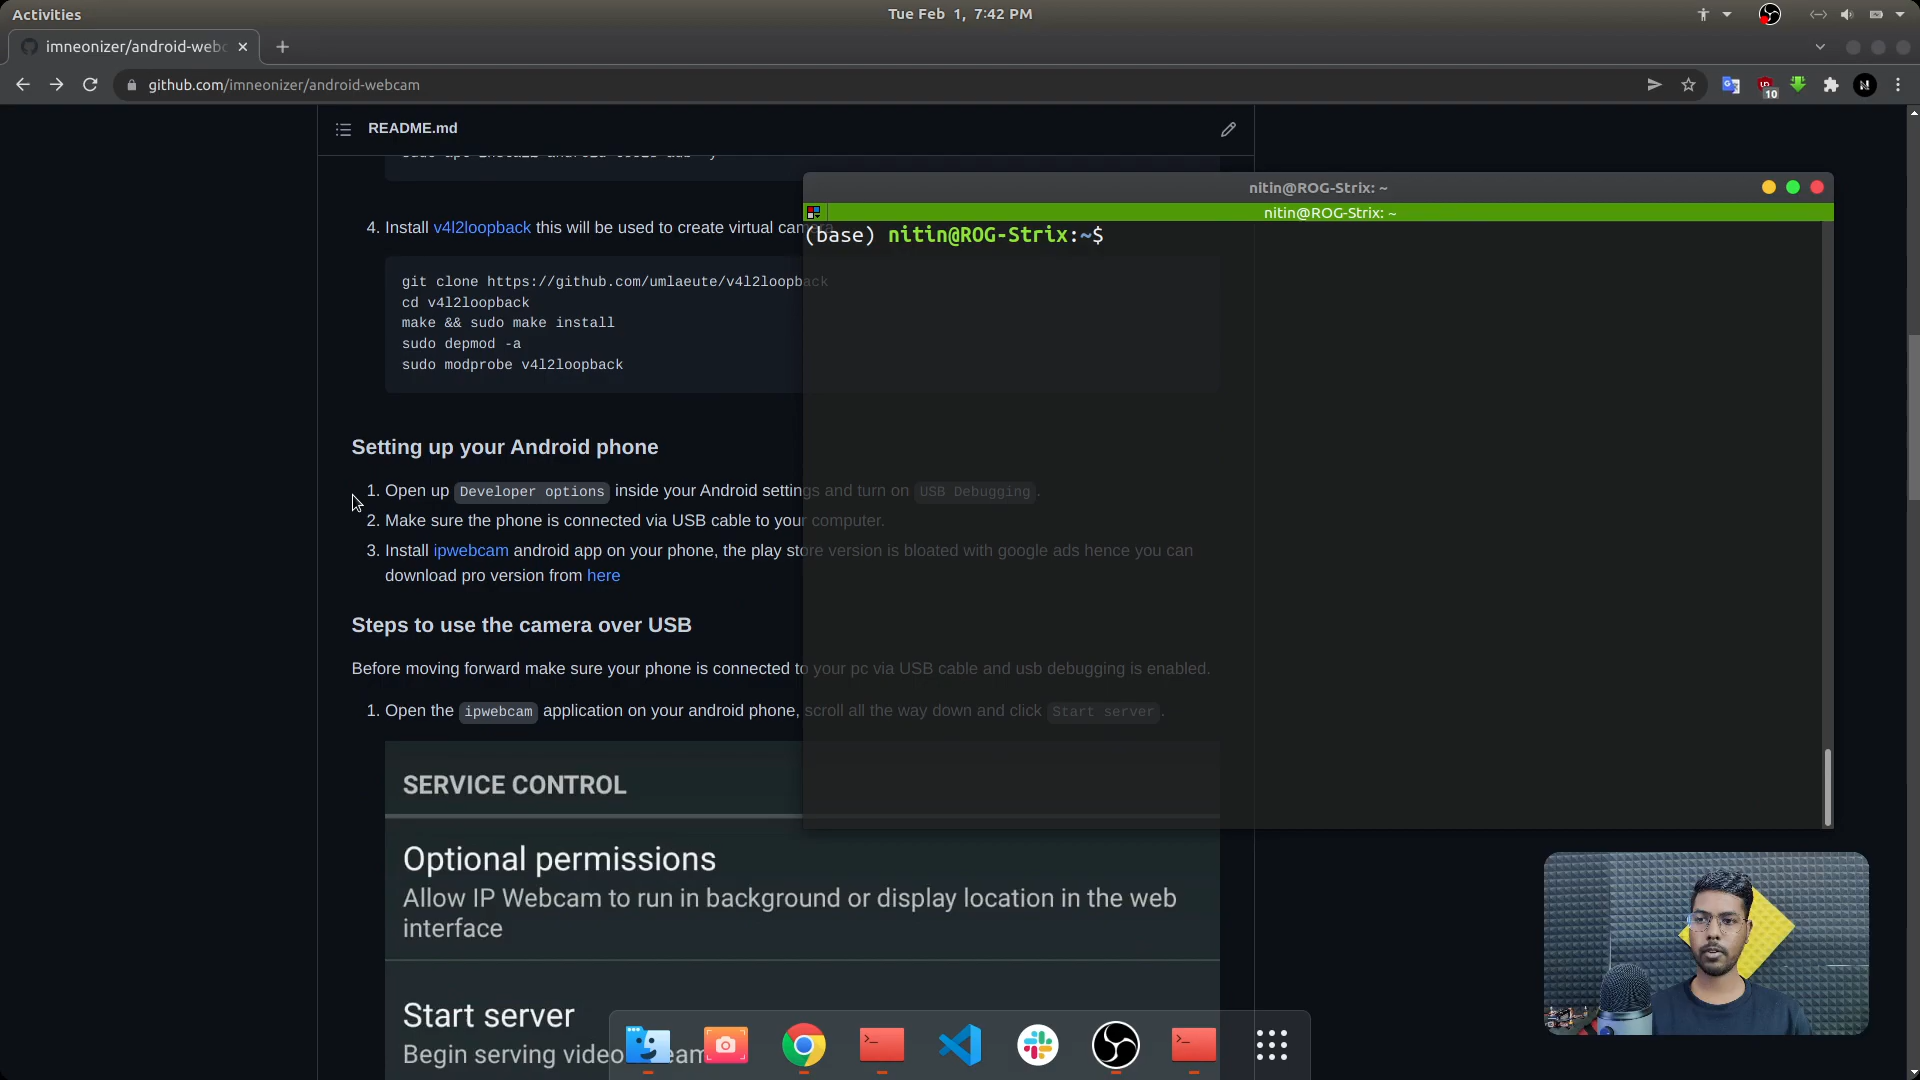 Activities
Tue Feb 1, 7:42 PM
imneonizer/android-webc
github.com/imneonizer/android-webcam
10
N
README.md
nitin@ROG-Strix: ~
nitin@ROG-Strix: ~
(base) nitin@ROG-Strix:~$
4. Install v4l2loopback this will be used to create virtual camera
git clone https://github.com/umlaeute/v4l2loopback
cd v4l2loopback
make && sudo make install
sudo depmod -a
sudo modprobe v4l2loopback
Setting up your Android phone
1. Open up Developer options inside your Android settings and turn on USB Debugging.
2. Make sure the phone is connected via USB cable to your computer.
3. Install ipwebcam android app on your phone, the play store version is bloated with google ads hence you can
download pro version from here
Steps to use the camera over USB
Before moving forward make sure your phone is connected to your pc via USB cable and usb debugging is enabled.
1. Open the ipwebcam application on your android phone, scroll all the way down and click Start server.
SERVICE CONTROL
Optional permissions
Allow IP Webcam to run in background or display location in the web
interface
Start server
Begin serving video